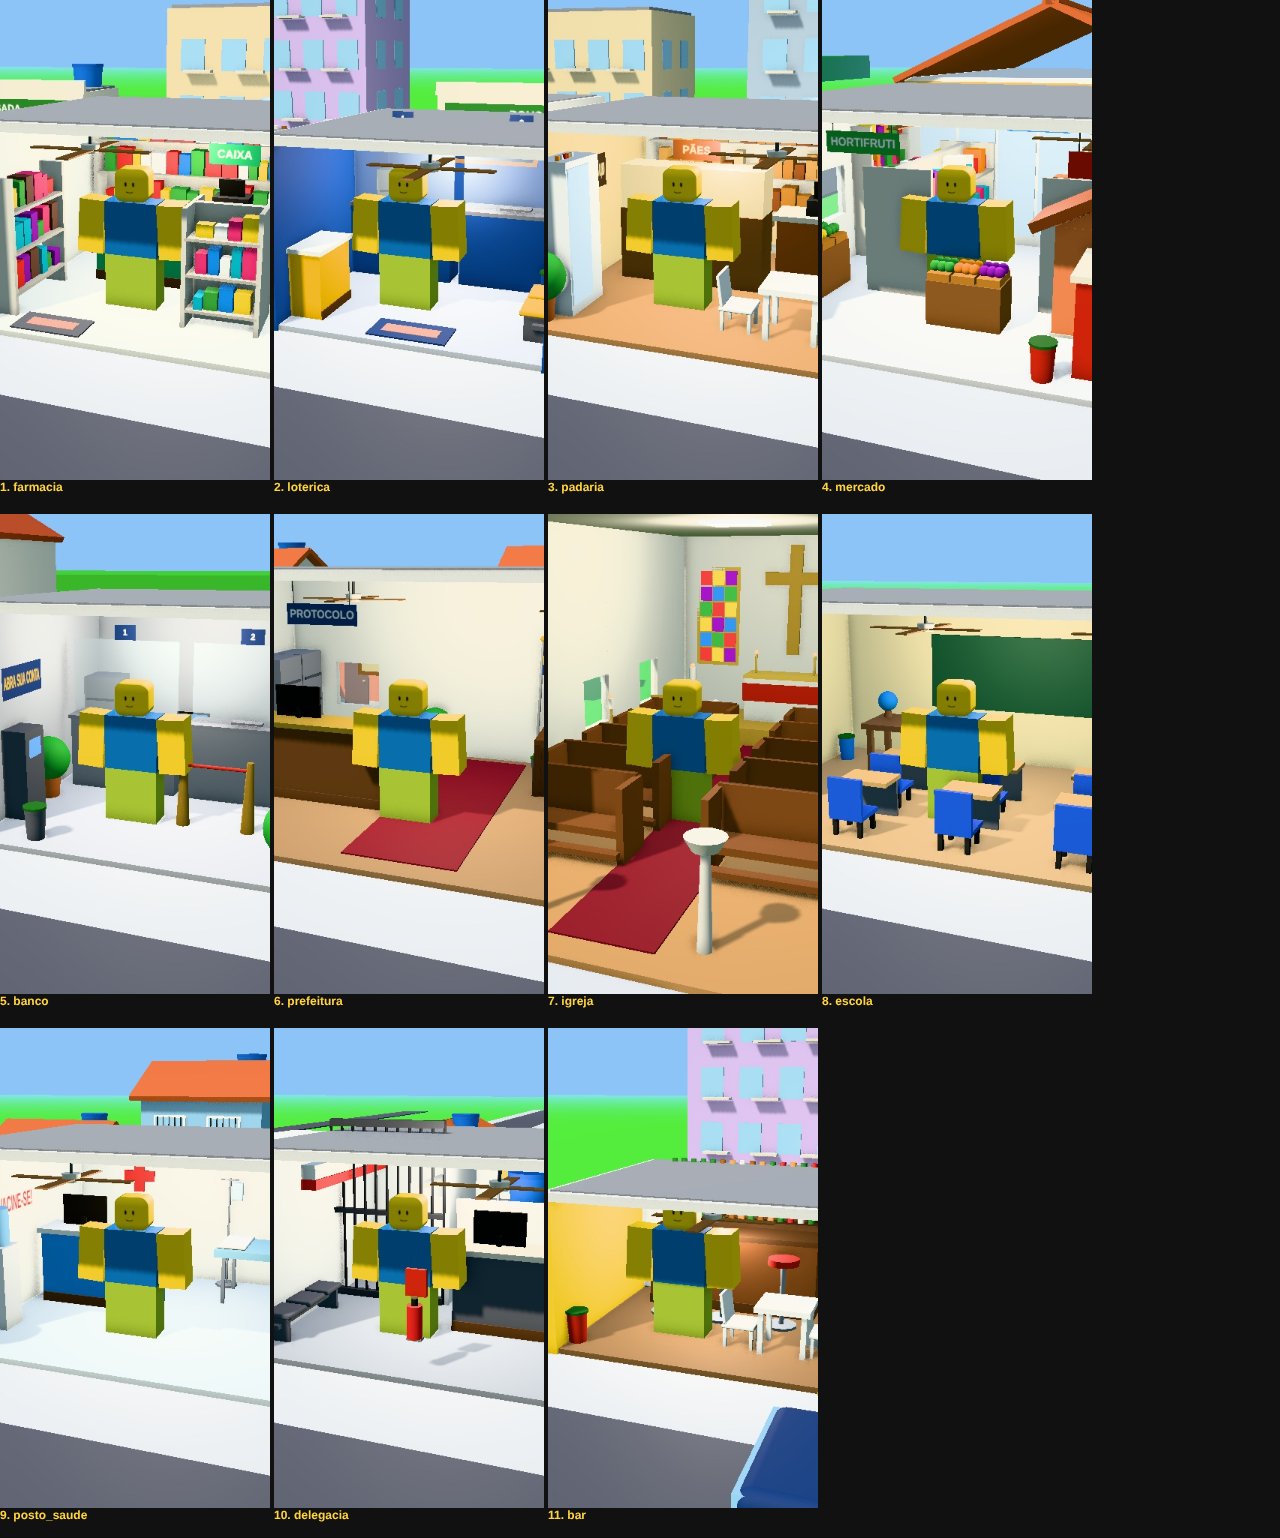 CAIXA
PÃES
HORTIFRUTI
1. farmacia
2. loterica
3. padaria
4. mercado
ABRA SUA CONTA
1
2
PROTOCOLO
5. banco
6. prefeitura
7. igreja
8. escola
9. posto_saude
10. delegacia
11. bar